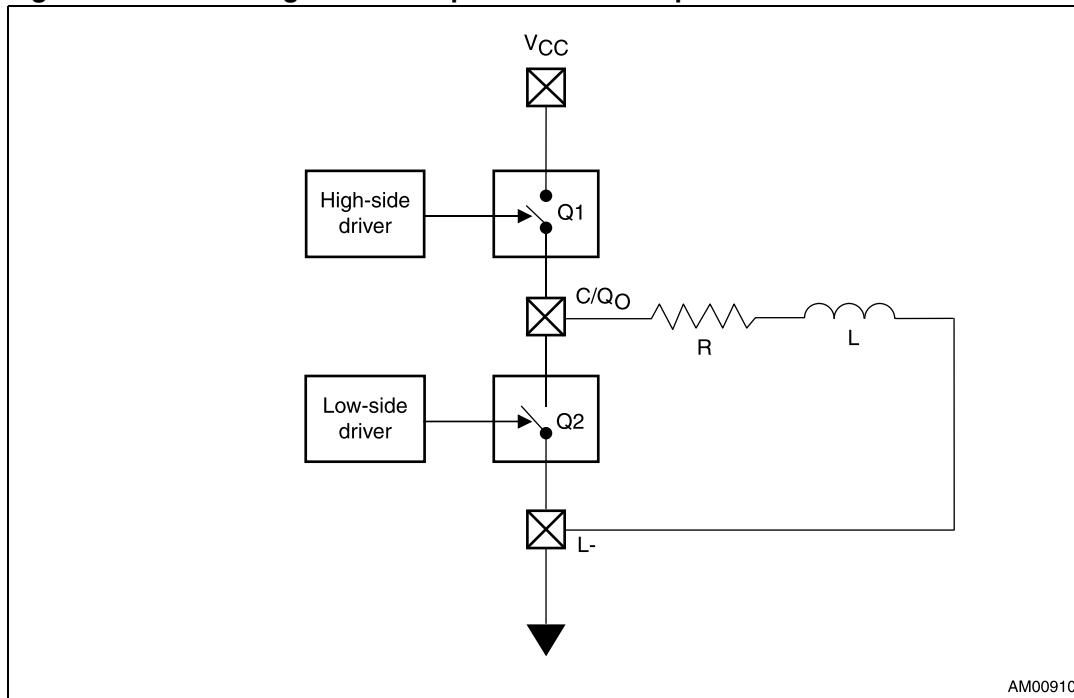 VCC
High-side
driver
Q1
C/QO
R
L
Low-side
driver
Q2
L-
AM00910